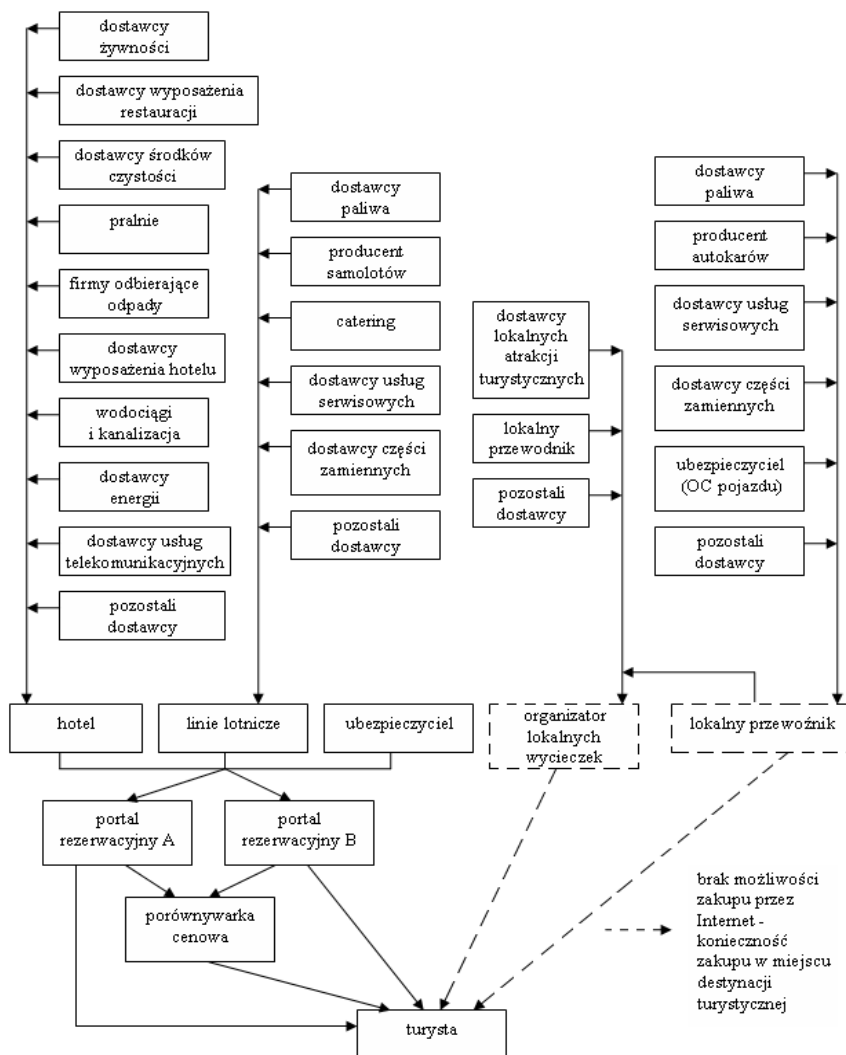 dostawcy
żywności
dostawcy wyposażenia
restauracji
dostawcy środków
czystości
pralnie
firmy odbierające
odpady
dostawcy
wyposażenia hotelu
wodociągi
i kanalizacja
dostawcy
energii
dostawcy usług
telekomunikacyjnych
pozostali
dostawcy
dostawcy
paliwa
producent
samolotów
catering
dostawcy usług
serwisowych
dostawcy części
zamiennych
pozostali
dostawcy
dostawcy
lokalnych
atrakcji
turystycznych
lokalny
przewodnik
pozostali
dostawcy
dostawcy
paliwa
producent
autokarów
dostawcy usług
serwisowych
dostawcy części
zamiennych
ubezpieczyciel
(OC pojazdu)
pozostali
dostawcy
hotel
linie lotnicze
ubezpieczyciel
organizator
lokalnych
wycieczek
lokalny przewoźnik
portal
rezerwacyjny A
portal
rezerwacyjny B
porównywarka
cenowa
turysta
brak możliwości
zakupu przez
Internet -
konieczność
zakupu w miejscu
destynacji
turystycznej